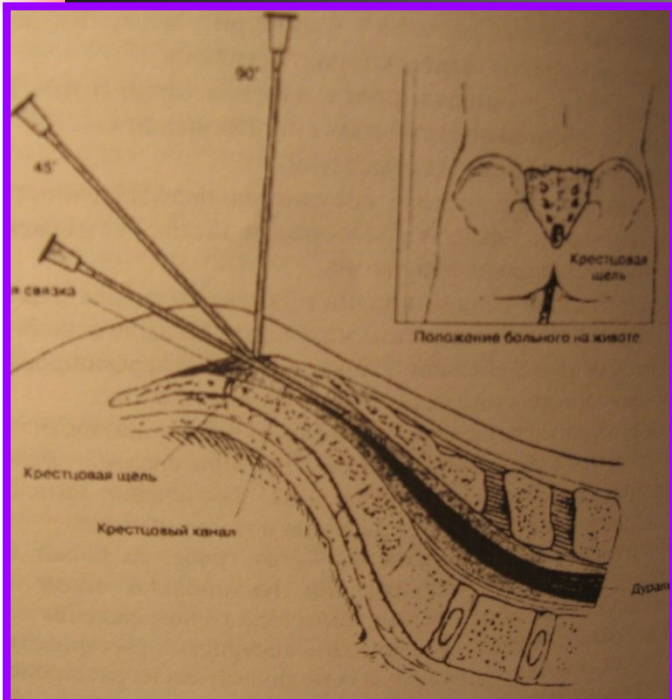 90°
45°
я связка
Крестцовая
щель
Положение больного на животе
Крестцовая щель
Крестцовый канал
Дурал